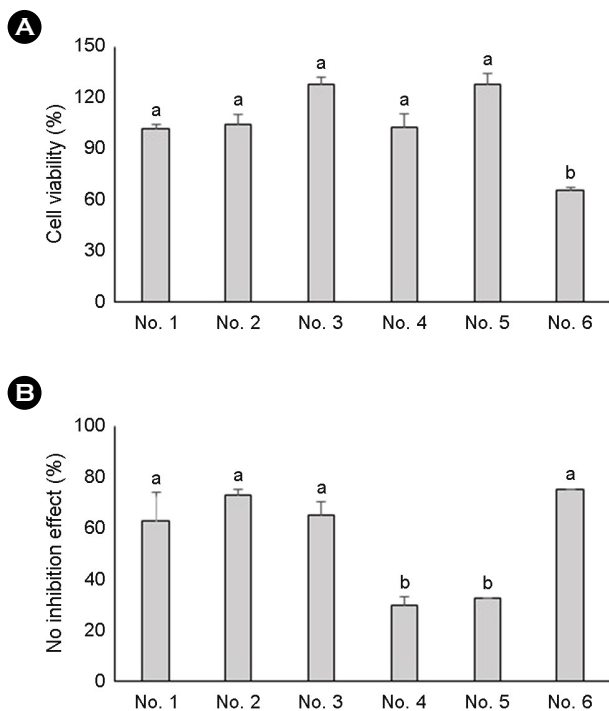 A
Cell viability (%)
150
120
90
60
30
0
a
a
a
a
a
b
No. 1
No. 2
No. 3
No. 4
No. 5
No. 6
B
No inhibition effect (%)
100
80
60
40
20
0
a
a
a
b
b
a
No. 1
No. 2
No. 3
No. 4
No. 5
No. 6